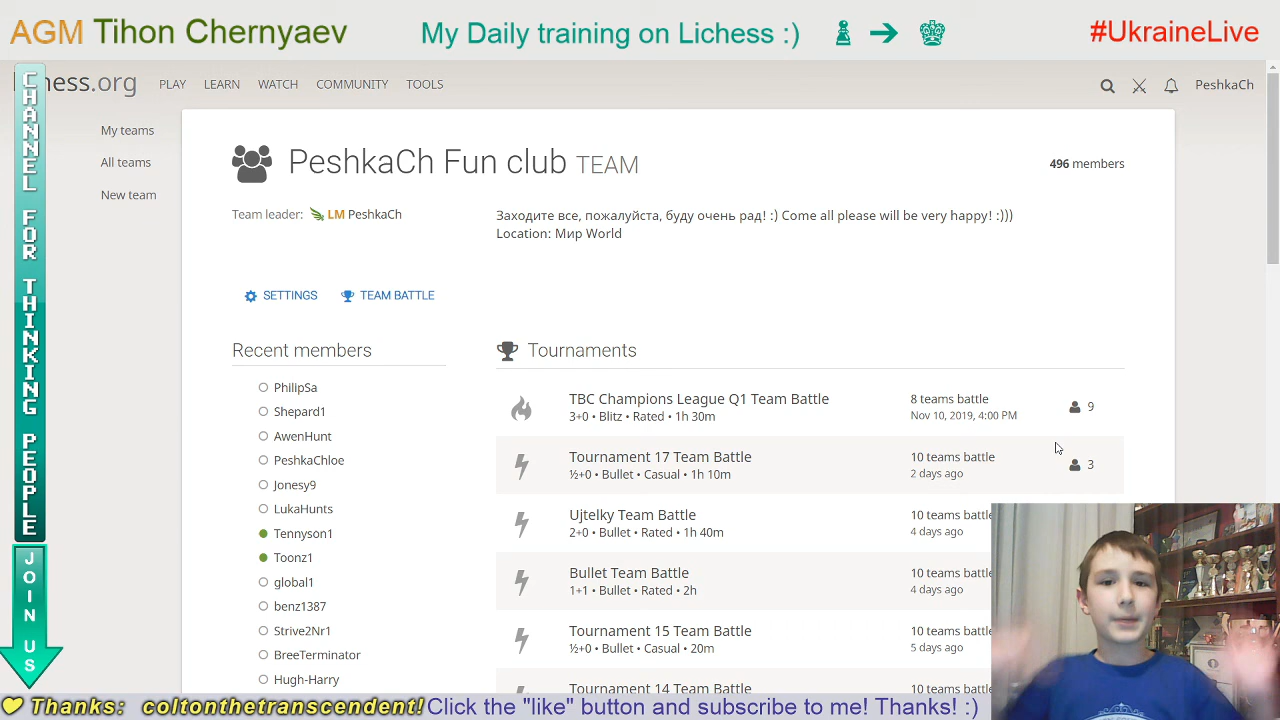 AGM Tihon Chernyaev
My Daily training on Lichess :)
#UkraineLive
hess.org
PLAY
LEARN
WATCH
COMMUNITY
TOOLS
PeshkaCh
CHANNEL FOR THINKING PEOPLE
JOIN US
My teams
All teams
New team
PeshkaCh Fun club TEAM
496 members
Team leader: LM PeshkaCh
Заходите все, пожалуйста, буду очень рад! :) Come all please will be very happy! :)))
Location: Мир World
SETTINGS
TEAM BATTLE
Recent members
PhilipSa
Shepard1
AwenHunt
PeshkaChloe
Jonesy9
LukaHunts
Tennyson1
Toonz1
global1
benz1387
Strive2Nr1
BreeTerminator
Hugh-Harry
Tournaments
TBC Champions League Q1 Team Battle
3+0 • Blitz • Rated • 1h 30m
8 teams battle
Nov 10, 2019, 4:00 PM
9
Tournament 17 Team Battle
½+0 • Bullet • Casual • 1h 10m
10 teams battle
2 days ago
3
Ujtelky Team Battle
2+0 • Bullet • Rated • 1h 40m
10 teams battle
4 days ago
Bullet Team Battle
1+1 • Bullet • Rated • 2h
10 teams battle
4 days ago
Tournament 15 Team Battle
½+0 • Bullet • Casual • 20m
10 teams battle
5 days ago
Tournament 14 Team Battle
10 teams battle
Thanks: coltonthetranscendent!
Click the "like" button and subscribe to me! Thanks! :)